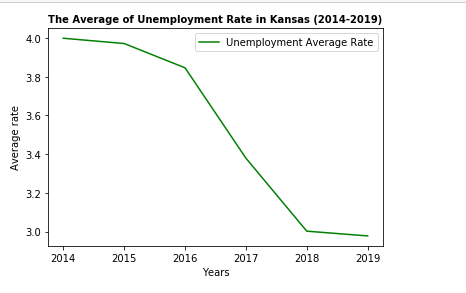 The Average of Unemployment Rate in Kansas (2014-2019)
Unemployment Average Rate
4.0
3.8
3.6
3.4
3.2
3.0
Average rate
2014 2015 2016 2017 2018 2019
Years